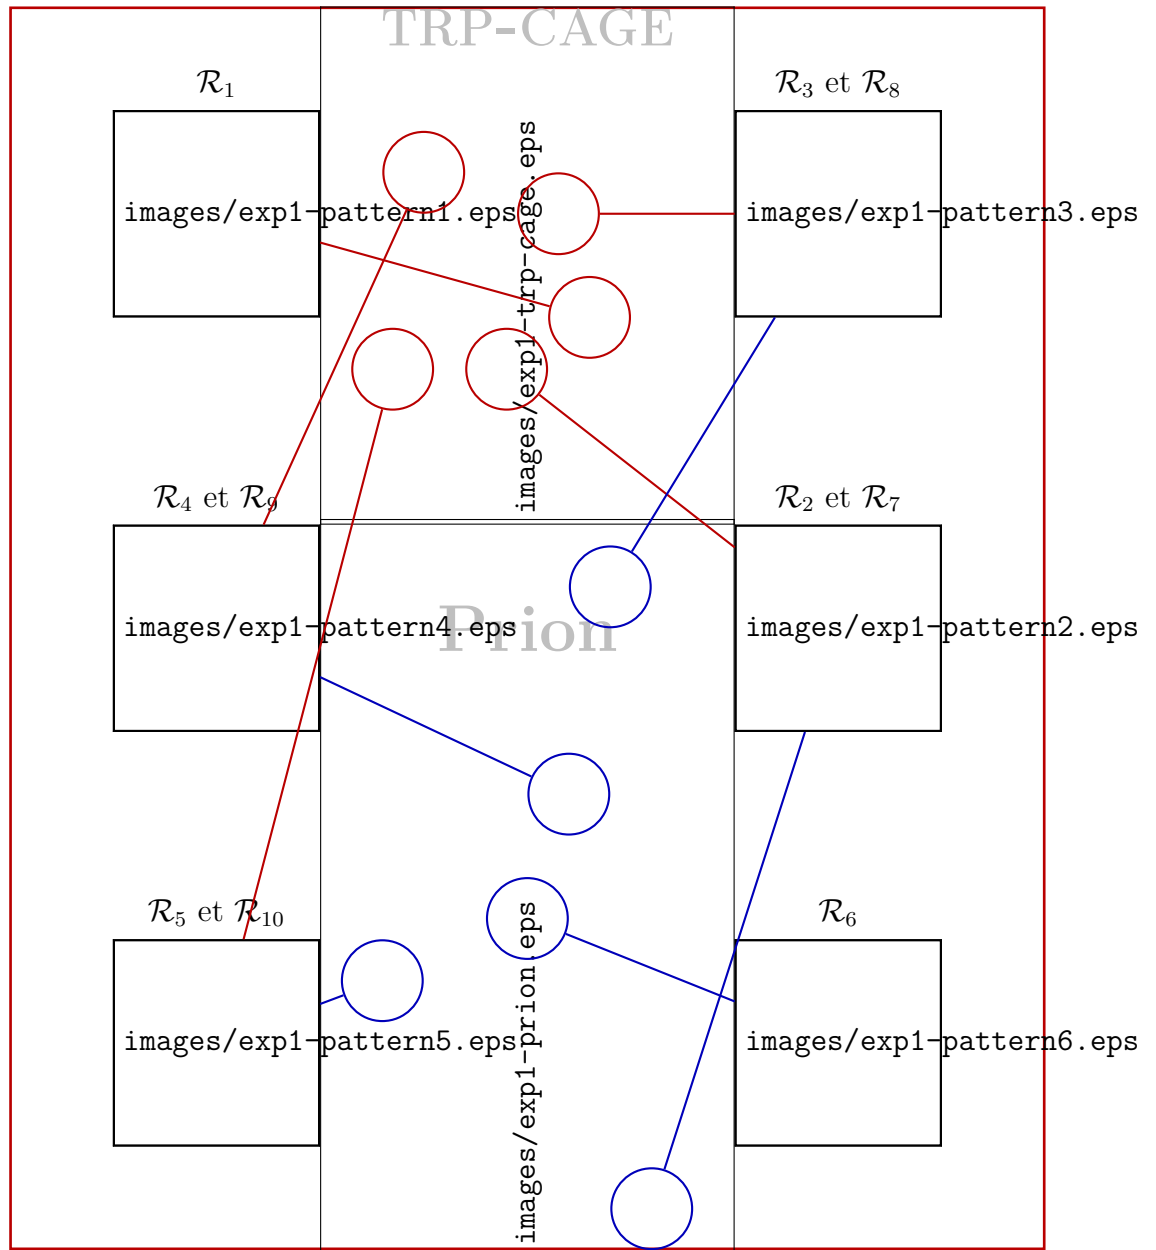 TRP-CAGE
R1
R3 et R8
images/exp1-pattern1.eps
images/exp1-trp-cage.eps
images/exp1-pattern3.eps
R4 et R9
R2 et R7
images/exp1-pattern4.eps
Prion
images/exp1-pattern2.eps
R5 et R10
R6
images/exp1-pattern5.eps
images/exp1-prion.eps
images/exp1-pattern6.eps